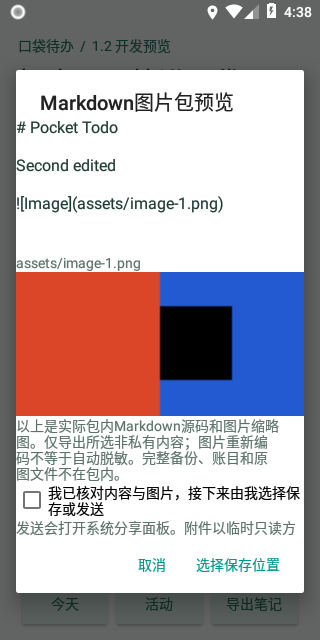 4:38
口袋待办 / 1.2 开发预览
Markdown图片包预览
# Pocket Todo
Second edited
![Image](assets/image-1.png)
assets/image-1.png
以上是实际包内Markdown源码和图片缩略
图。仅导出所选非私有内容；图片重新编
码不等于自动脱敏。完整备份、账目和原
图文件不在包内。
我已核对内容与图片，接下来由我选择保
存或发送
发送会打开系统分享面板。附件以临时只读方
取消 选择保存位置
今天 活动 导出笔记